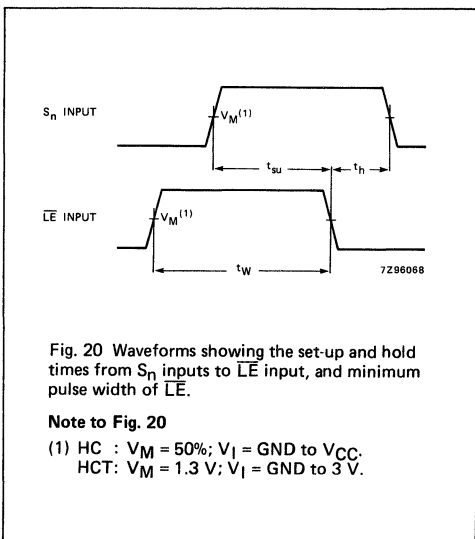 Sn INPUT
VM(1)
tsu
th
LE INPUT
VM(1)
7Z96068
tW
Fig. 20 Waveforms showing the set-up and hold
times from Sn inputs to LE input, and minimum
pulse width of LE.
Note to Fig. 20
(1) HC : VM = 50%; VI = GND to VCC.
HCT: VM = 1.3 V; VI = GND to 3 V.